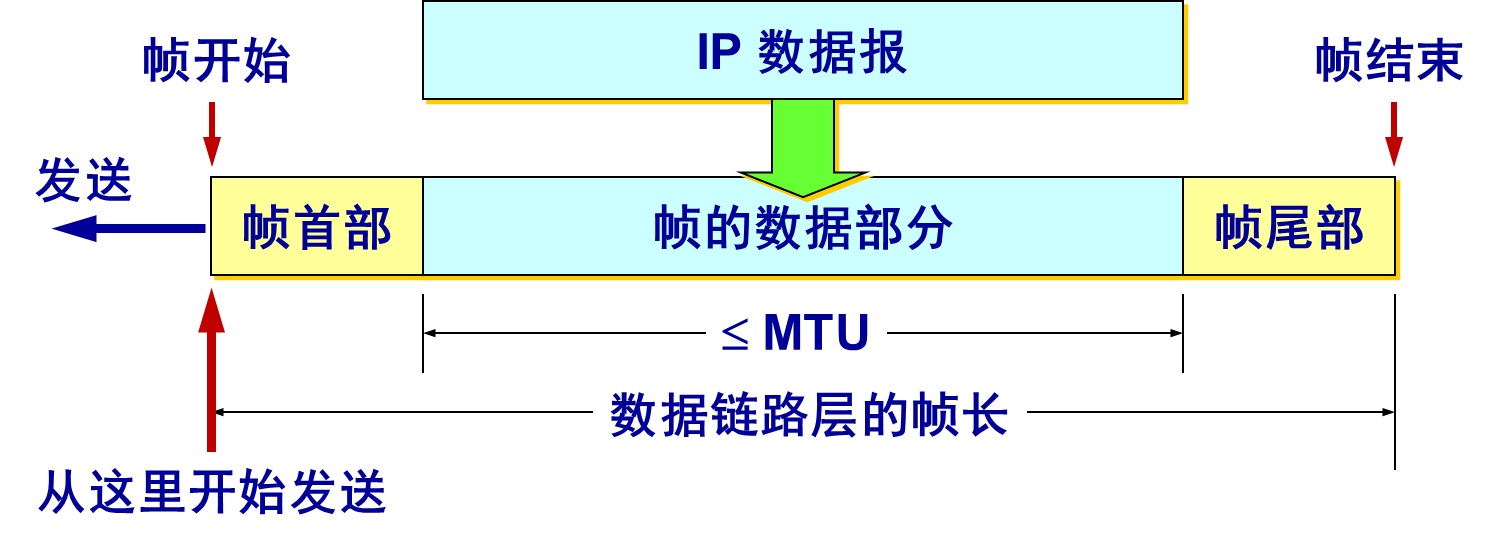 IP 数据报
帧开始
帧结束
发送
帧首部
帧的数据部分
帧尾部
≤ MTU
数据链路层的帧长
从这里开始发送